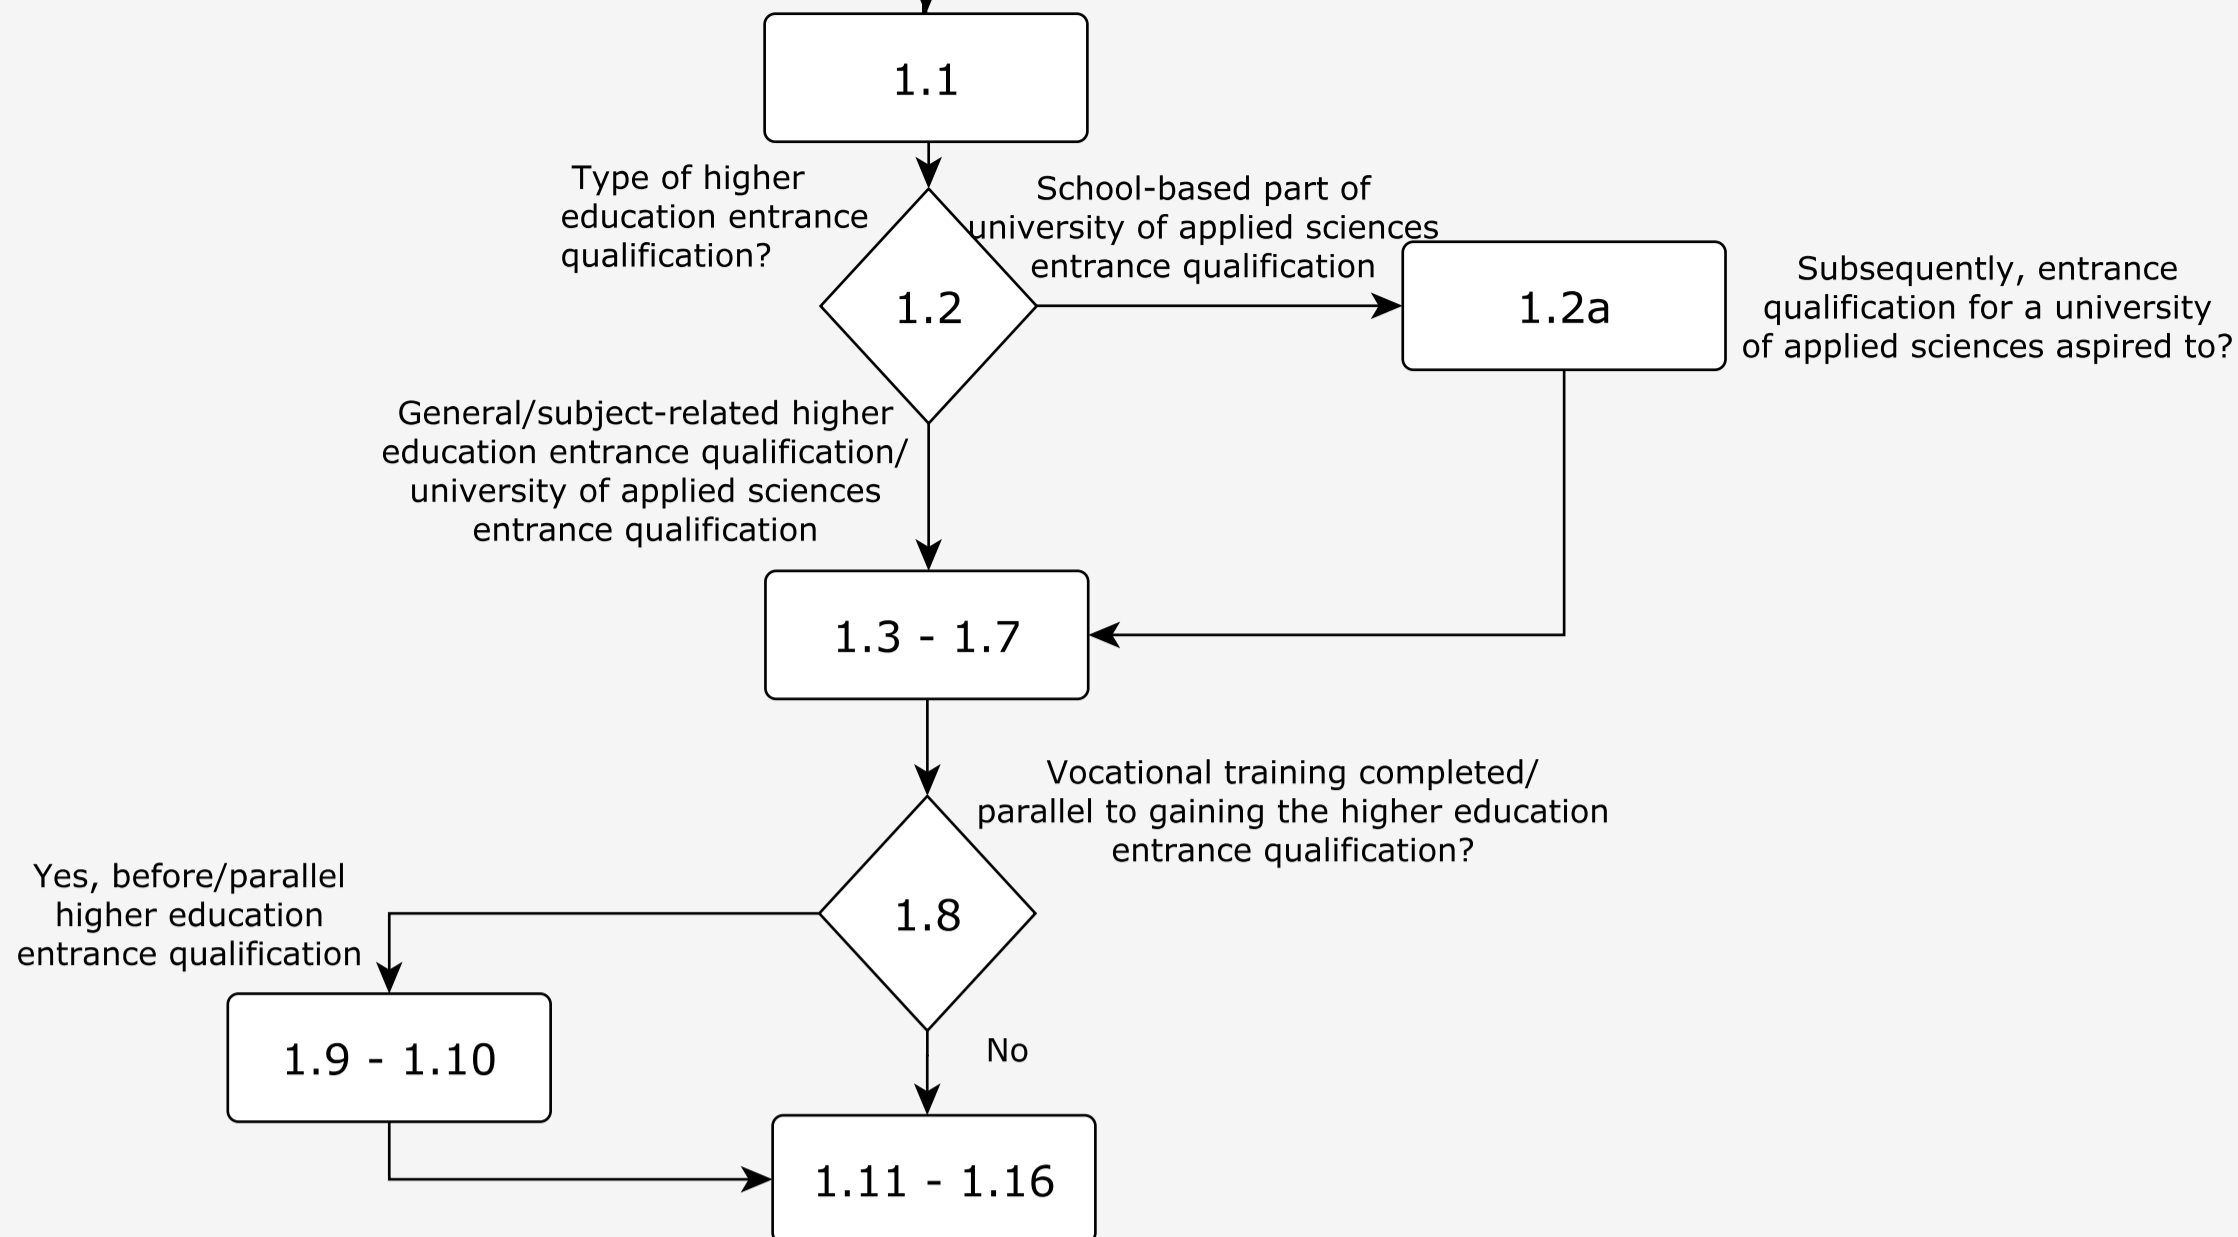 1.1
Type of higher
education entrance
qualification?
School-based part of
university of applied sciences
entrance qualification
1.2
1.2a
Subsequently, entrance
qualification for a university
of applied sciences aspired to?
General/subject-related higher
education entrance qualification/
university of applied sciences
entrance qualification
1.3 - 1.7
Vocational training completed/
parallel to gaining the higher education
entrance qualification?
1.8
Yes, before/parallel
higher education
entrance qualification
1.9 - 1.10
No
1.11 - 1.16